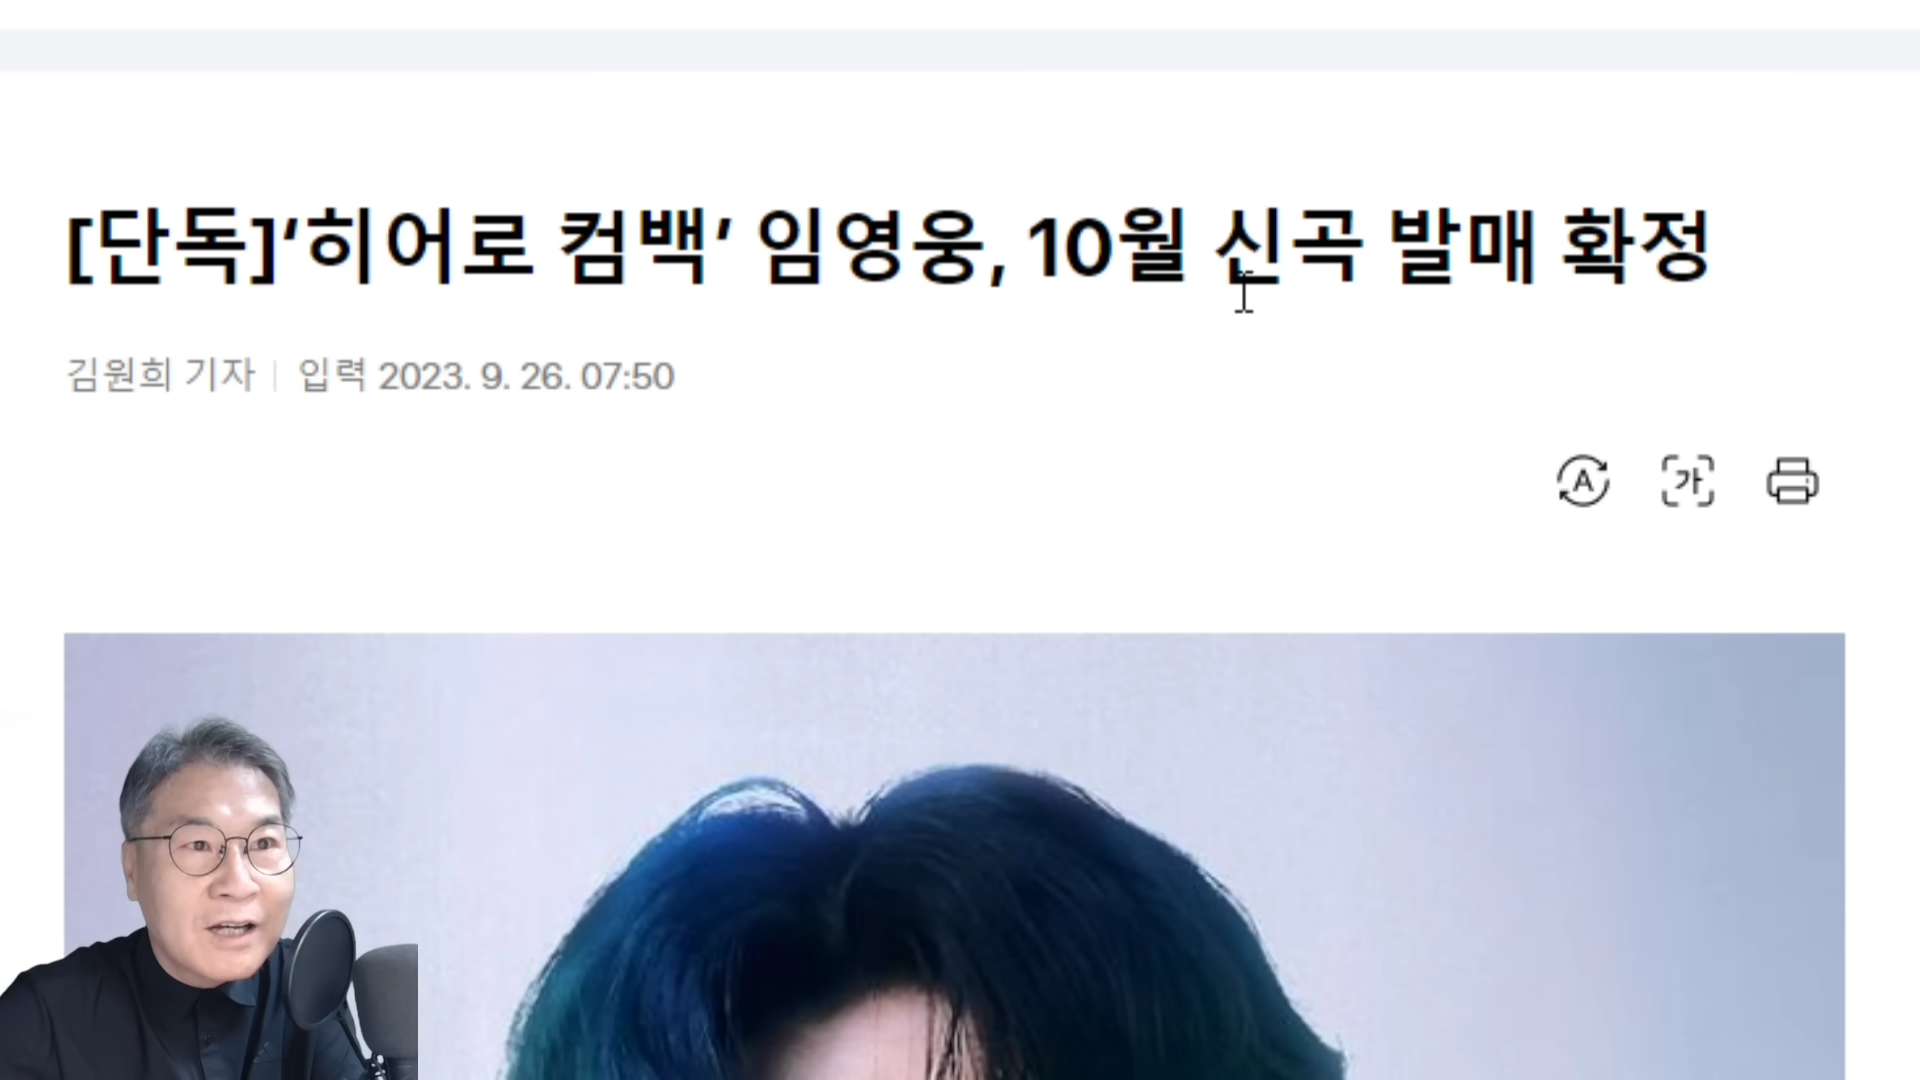 [단독]‘히어로 컴백’ 임영웅, 10월 신곡 발매 확정
김원희 기자 | 입력 2023. 9. 26. 07:50
A 가